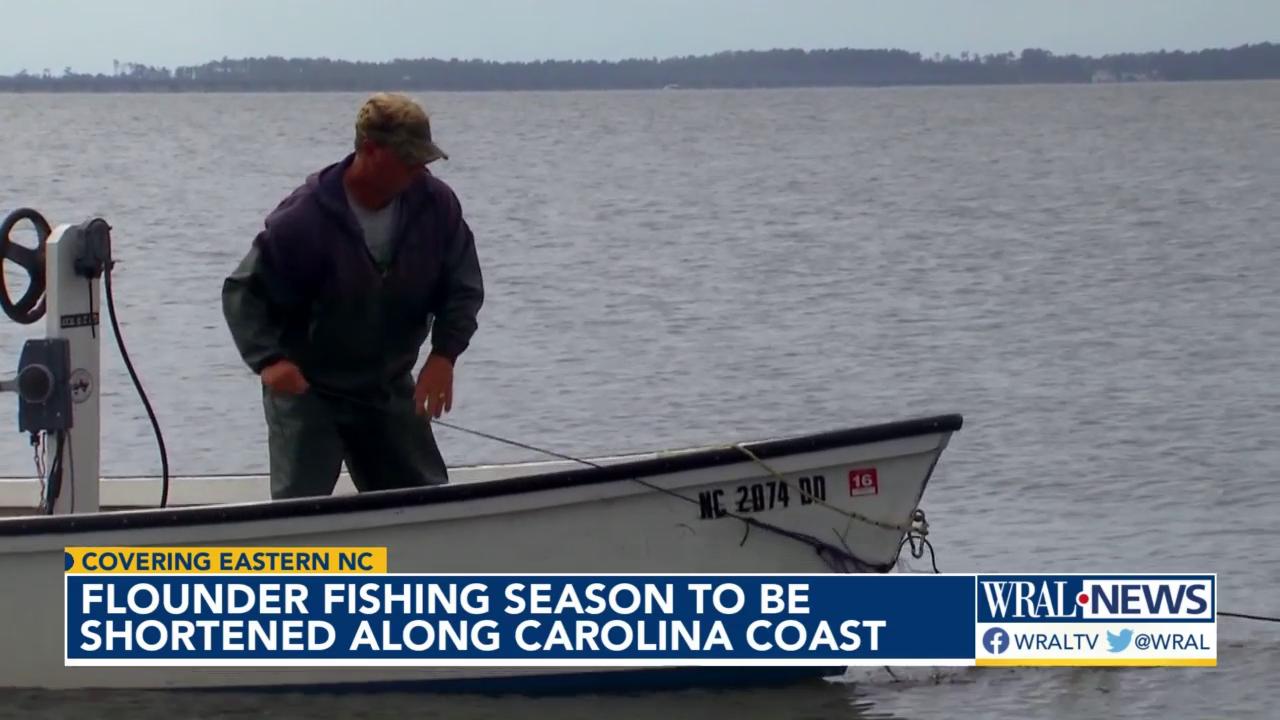 NC 2074 DD
16
COVERING EASTERN NC
FLOUNDER FISHING SEASON TO BE
SHORTENED ALONG CAROLINA COAST
WRAL NEWS
WRALTV @WRAL